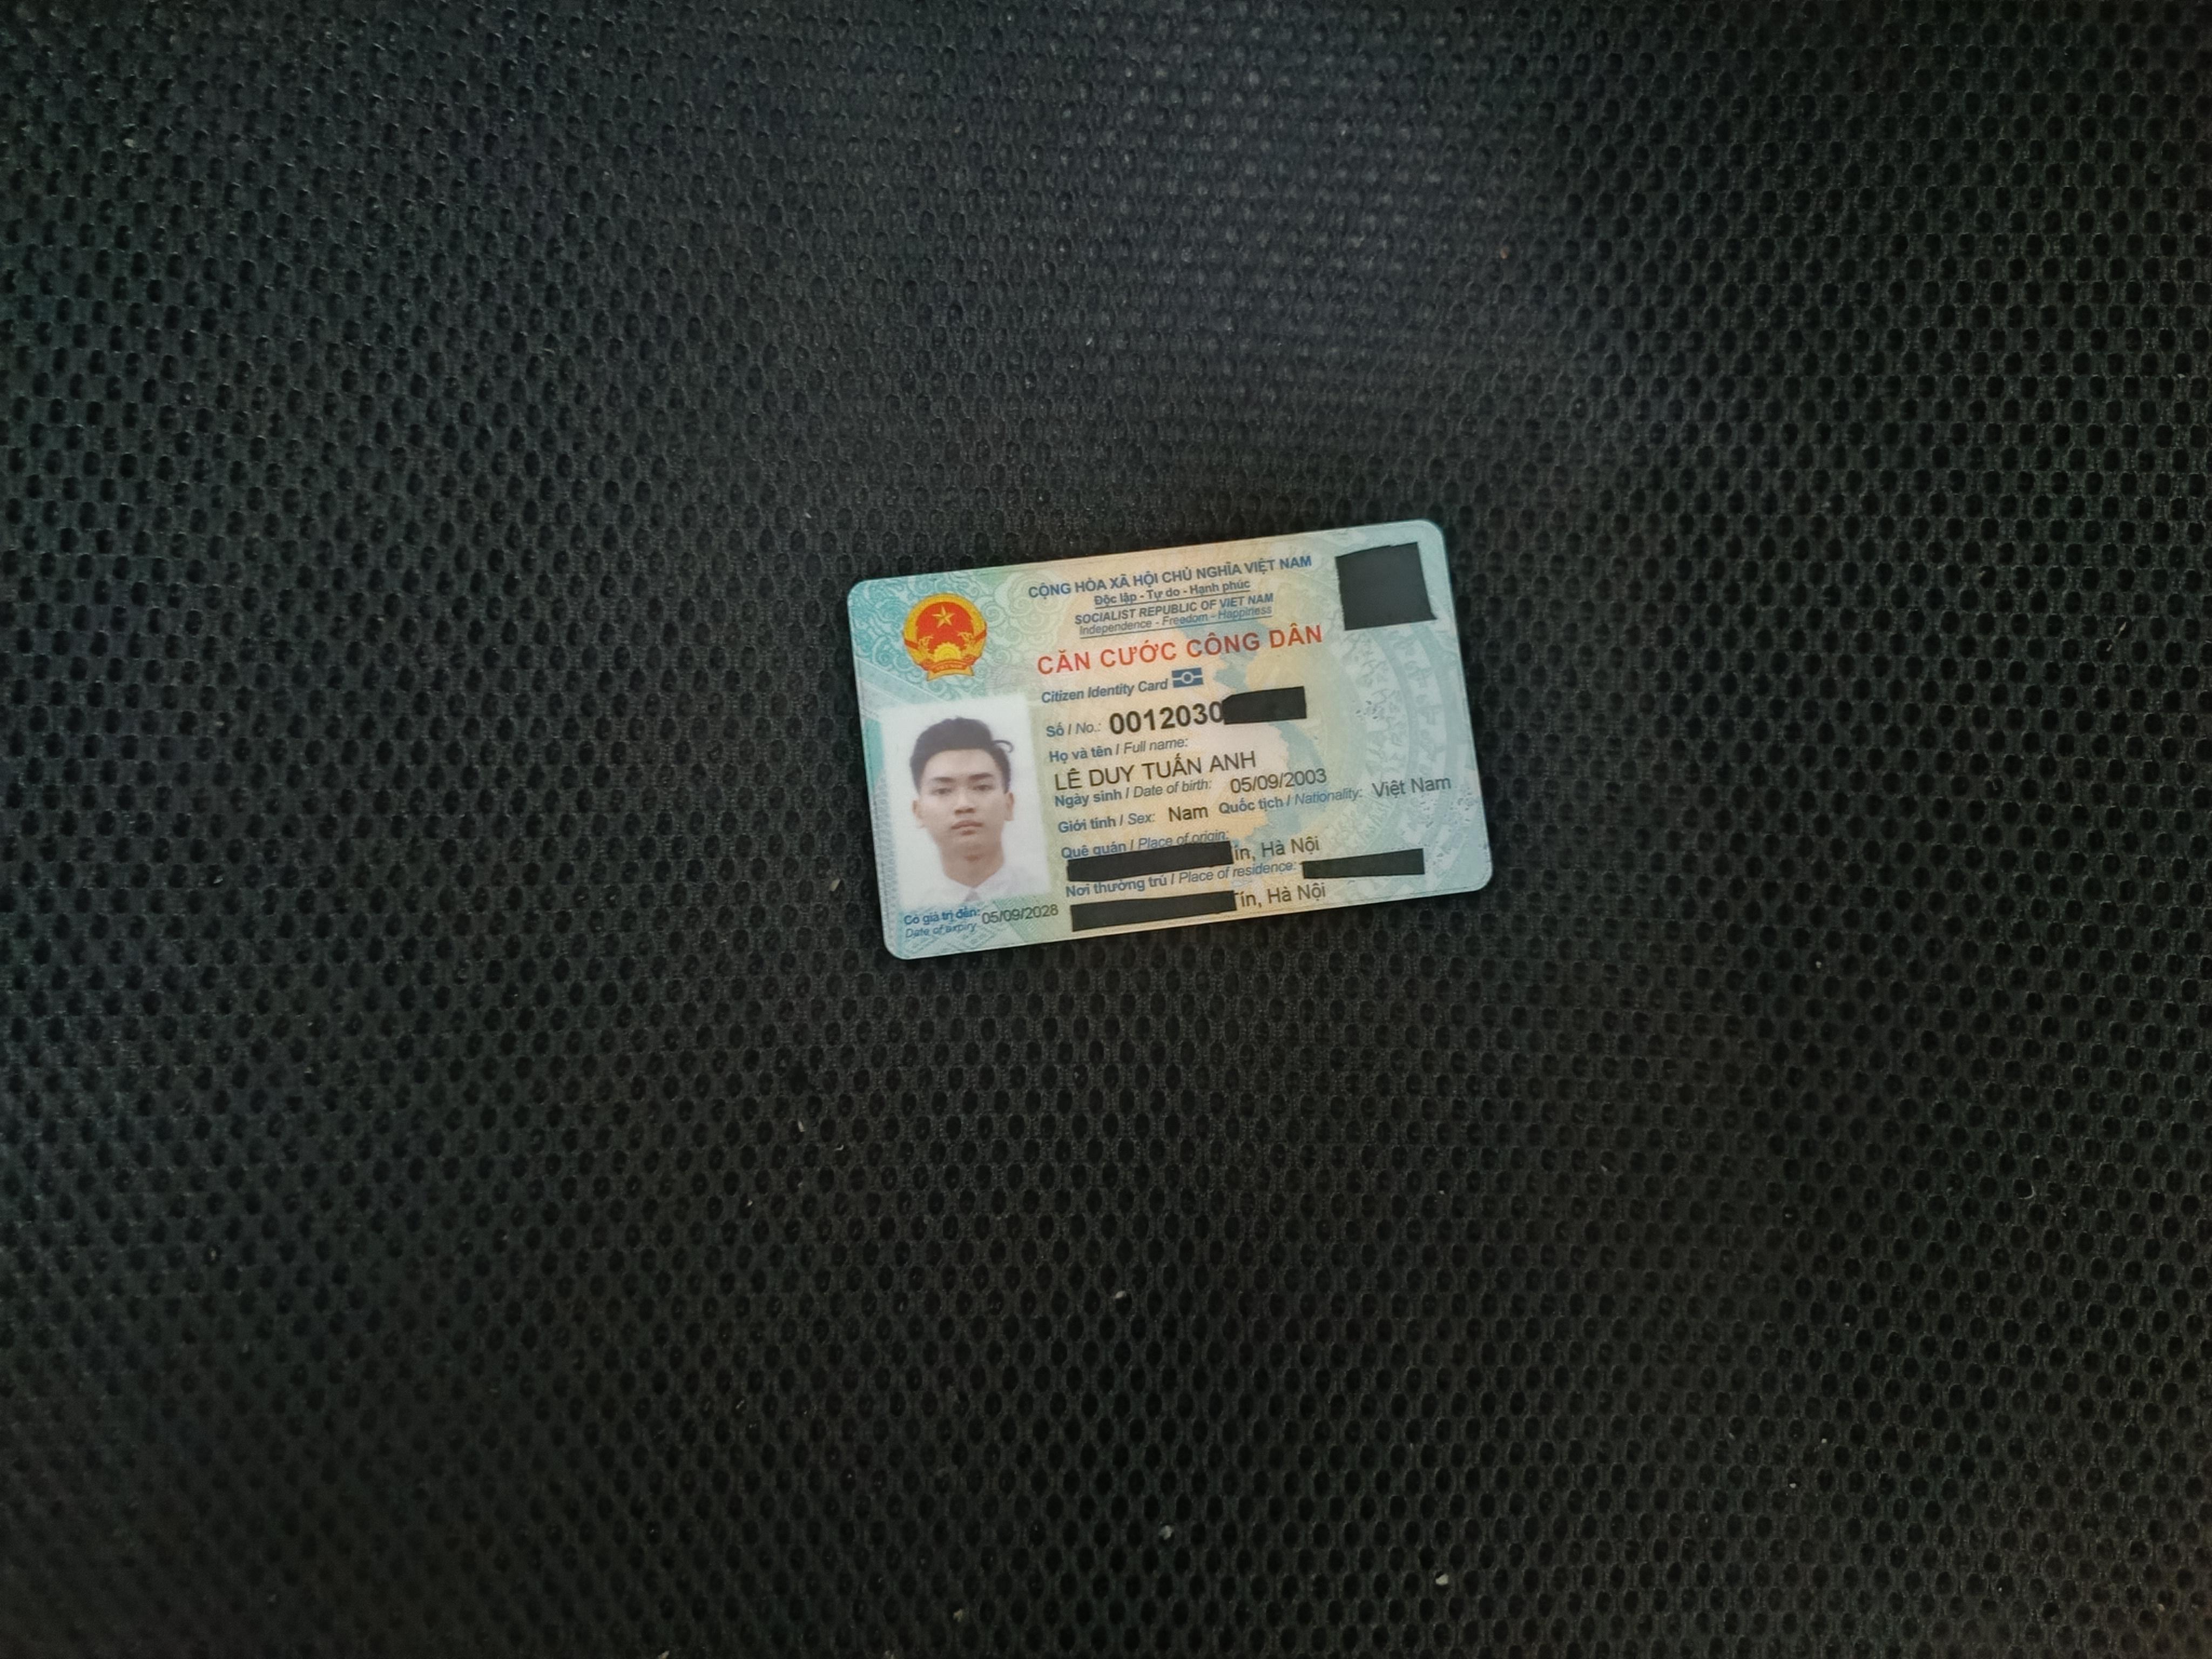 CỘNG HÒA XÃ HỘI CHỦ NGHĨA VIỆT NAM
Độc lập - Tự do - Hạnh phúc
SOCIALIST REPUBLIC OF VIET NAM
Independence - Freedom - Happiness
CĂN CƯỚC CÔNG DÂN
Citizen Identity Card
Số / No.: 0012030
Họ và tên / Full name:
LÊ DUY TUẤN ANH
Ngày sinh / Date of birth: 05/09/2003
Giới tính / Sex: Nam Quốc tịch / Nationality: Việt Nam
Quê quán / Place of origin:
ín, Hà Nội
Nơi thường trú / Place of residence:
Tín, Hà Nội
Có giá trị đến: 05/09/2028
Date of expiry